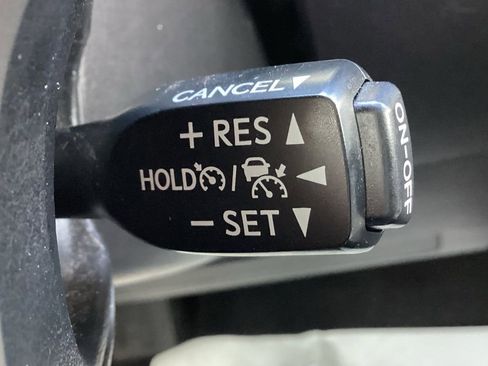 CANCEL ▼
+ RES ▲
HOLD / ◀
– SET ▼
ON-OFF